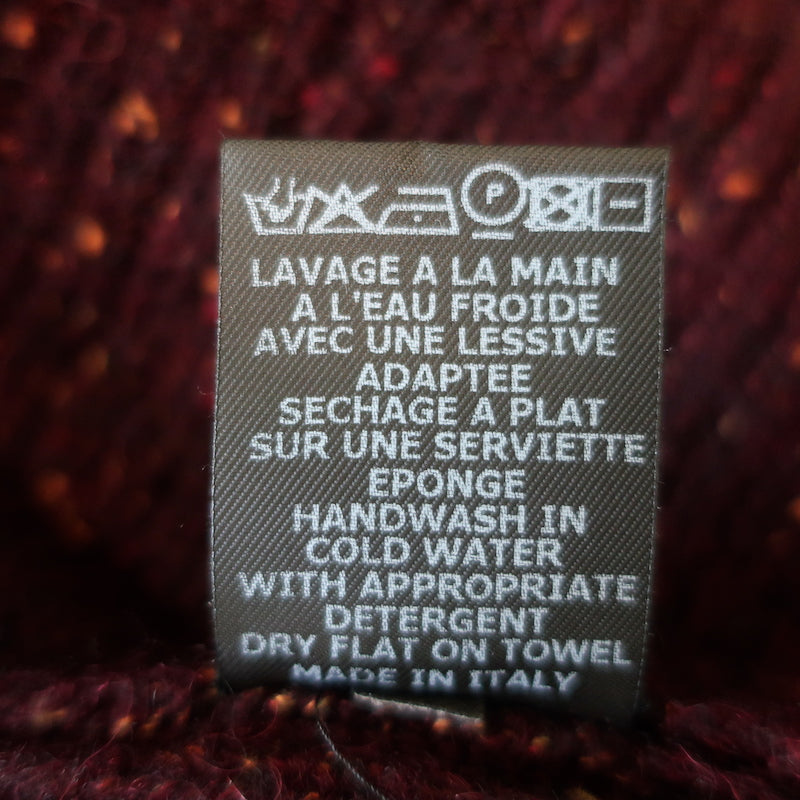 P
LAVAGE A LA MAIN
A L'EAU FROIDE
AVEC UNE LESSIVE
ADAPTEE
SECHAGE A PLAT
SUR UNE SERVIETTE
EPONGE
HANDWASH IN
COLD WATER
WITH APPROPRIATE
DETERGENT
DRY FLAT ON TOWEL
MADE IN ITALY